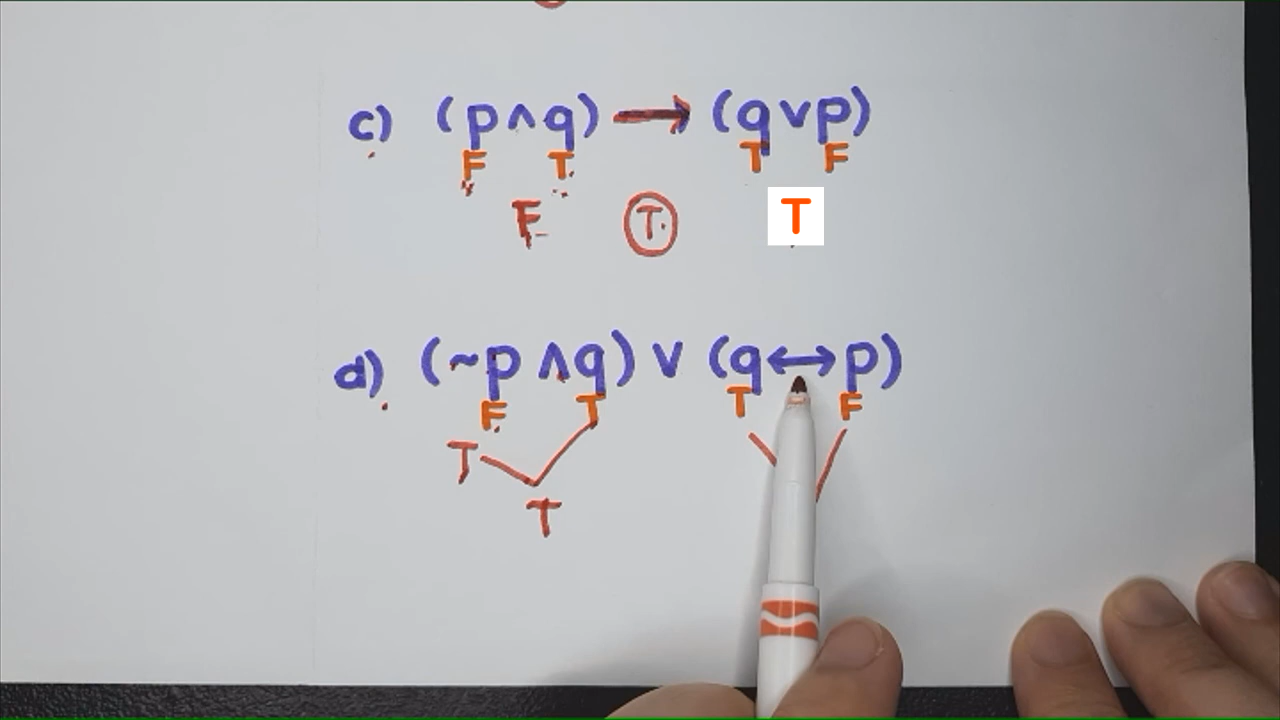 c) (p∧q) → (q∨p)
F T T F
F T T
d) (~p ∧q) ∨ (q↔p)
F T T F
T
T